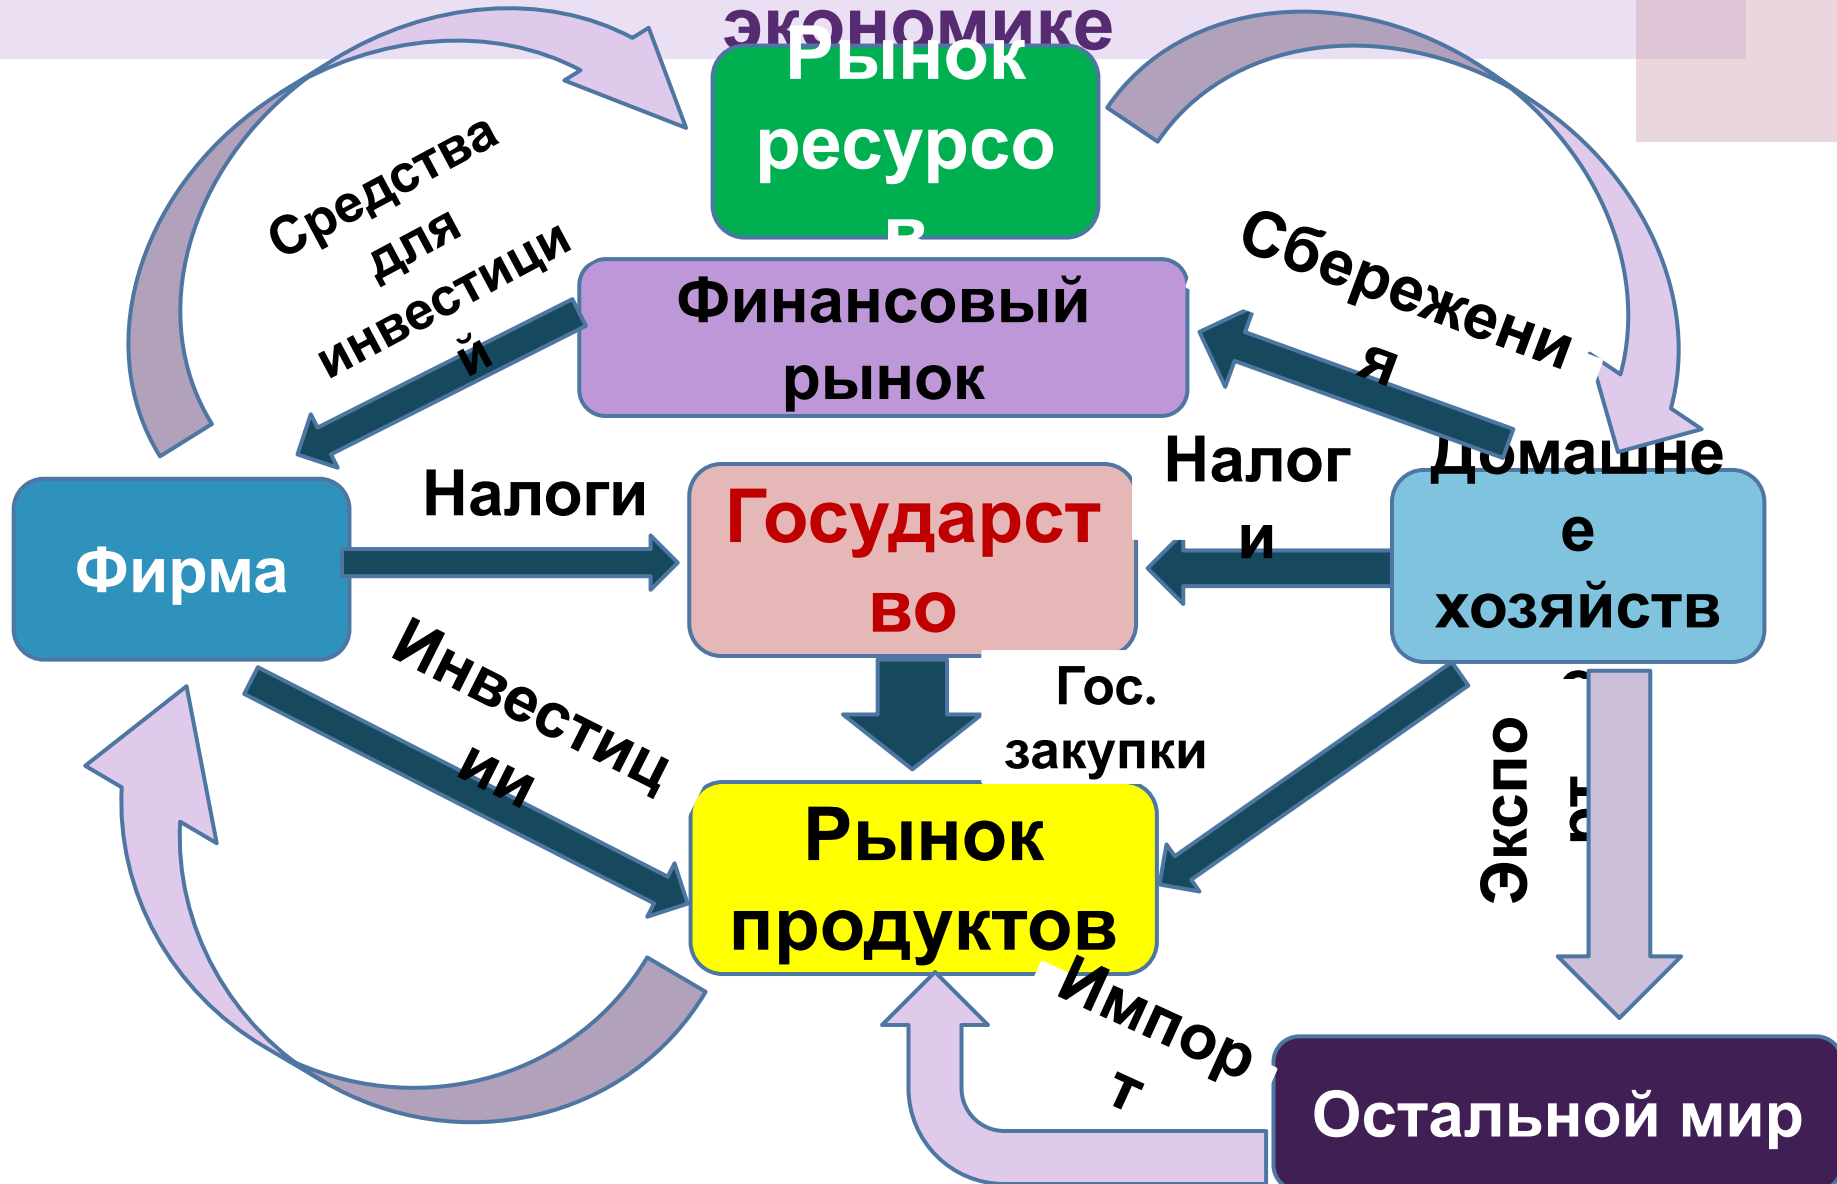 экономике
Рынок
ресурсо
в
Средства
для
инвестици
й
Финансовый
рынок
Сбережени
я
Налоги
Государст
во
Налог
и
Домашне
е
хозяйств
о
Фирма
Инвестиц
ии
Гос.
закупки
Экспо
рт
Рынок
продуктов
Импор
т
Остальной мир